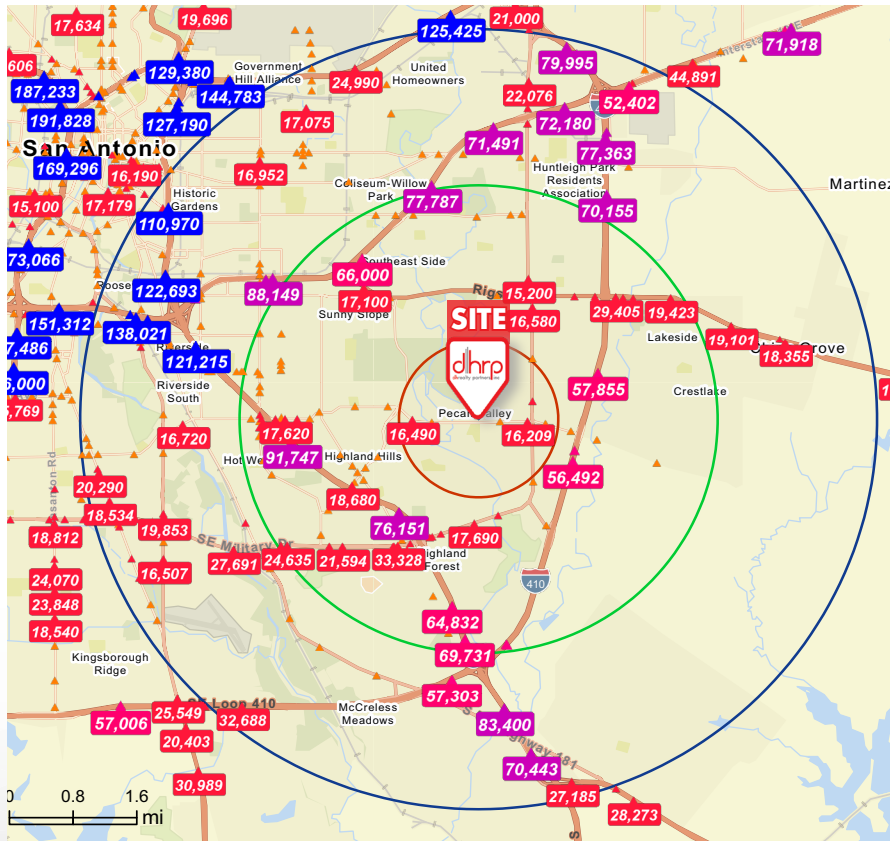 17,634
19,696
21,000
125,425
71,918
606
129,380
Government
Hill Alliance
United
Homeowners
79,995
Interstate
E
44,891
187,233
144,783
24,990
22,076
52,402
191,828
127,190
17,075
72,180
71,491
77,363
San Antonio
169,296
16,190
16,952
Huntleigh Park
Residents
Association
Coliseum-Willow
Park
77,787
Martinez
15,100
17,179
Historic
Gardens
110,970
70,155
73,066
Southeast Side
66,000
122,693
88,149
17,100
Sunny Slope
15,200
16,580
29,405
19,423
SITE
151,312
138,021
Riverside
121,215
Lakeside
19,101
Grove
18,355
7,486
6,000
dhrp
Riverside
South
57,855
Crestlake
5,769
Pecan Valley
16,720
17,620
16,490
16,209
91,747
Highland Hills
56,492
20,290
18,680
18,534
18,812
19,853
SE Military Dr
76,151
17,690
27,691
24,635
21,594
33,328
Highland
Forest
16,507
24,070
410
23,848
18,540
64,832
69,731
Kingsborough
Ridge
57,303
SE Loop 410
57,006
25,549
32,688
McCreless
Meadows
83,400
Highway 181
20,403
70,443
30,989
27,185
28,273
0 0.8 1.6
mi
S